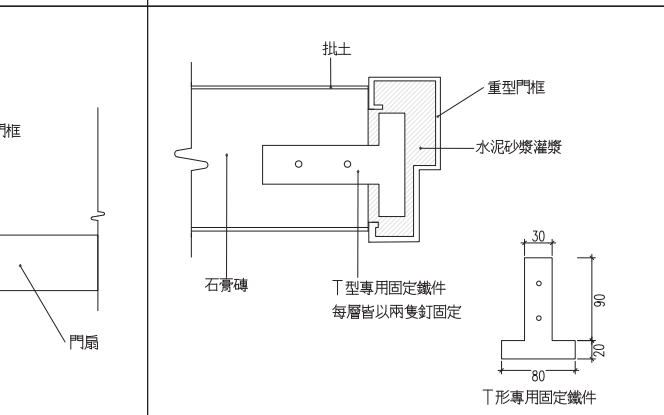 批土
重型門框
門框
水泥砂漿灌漿
石膏磚
T型專用固定鐵件
每層皆以兩隻釘固定
門扇
30
90
20
80
T形專用固定鐵件